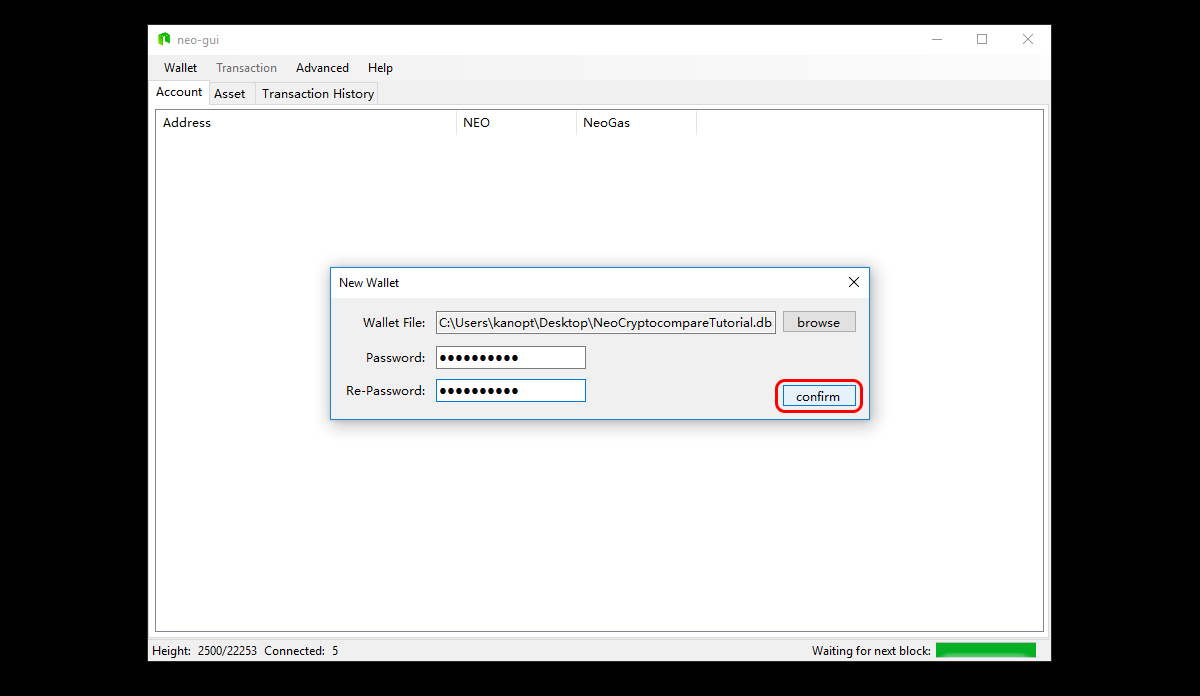 neo-gui
Wallet Transaction Advanced Help
Account Asset Transaction History
Address NEO NeoGas
New Wallet
Wallet File: C:\Users\kanopt\Desktop\NeoCryptocompareTutorial.db browse
Password: ●●●●●●●●●●
Re-Password: ●●●●●●●●●●
confirm
Height: 2500/22253 Connected: 5 Waiting for next block: